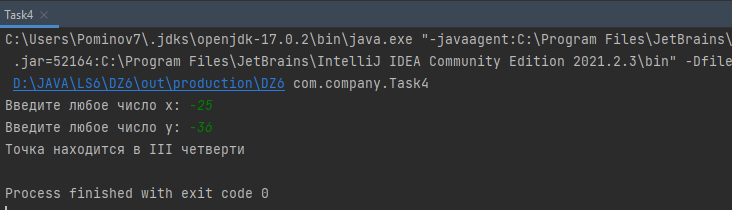 Task4
C:\Users\Pominov7\.jdks\openjdk-17.0.2\bin\java.exe "-javaagent:C:\Program Files\JetBrains\
.jar=52164:C:\Program Files\JetBrains\IntelliJ IDEA Community Edition 2021.2.3\bin" -Dfile
D:\JAVA\LS6\DZ6\out\production\DZ6 com.company.Task4
Введите любое число x: -25
Введите любое число y: -36
Точка находится в III четверти
Process finished with exit code 0